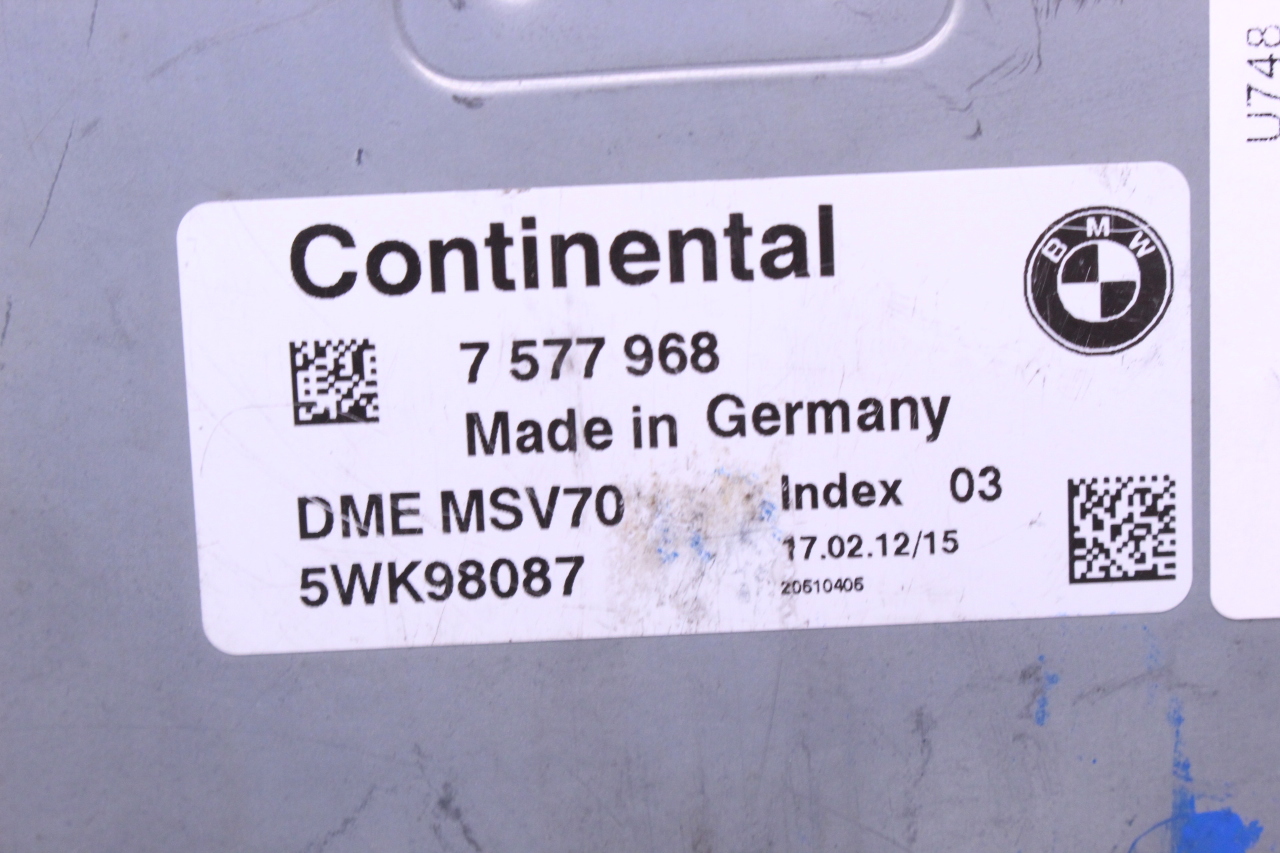 Continental
BMW
7 577 968
Made in Germany
DME MSV70
Index 03
5WK98087
17.02.12/15
20510405
U748